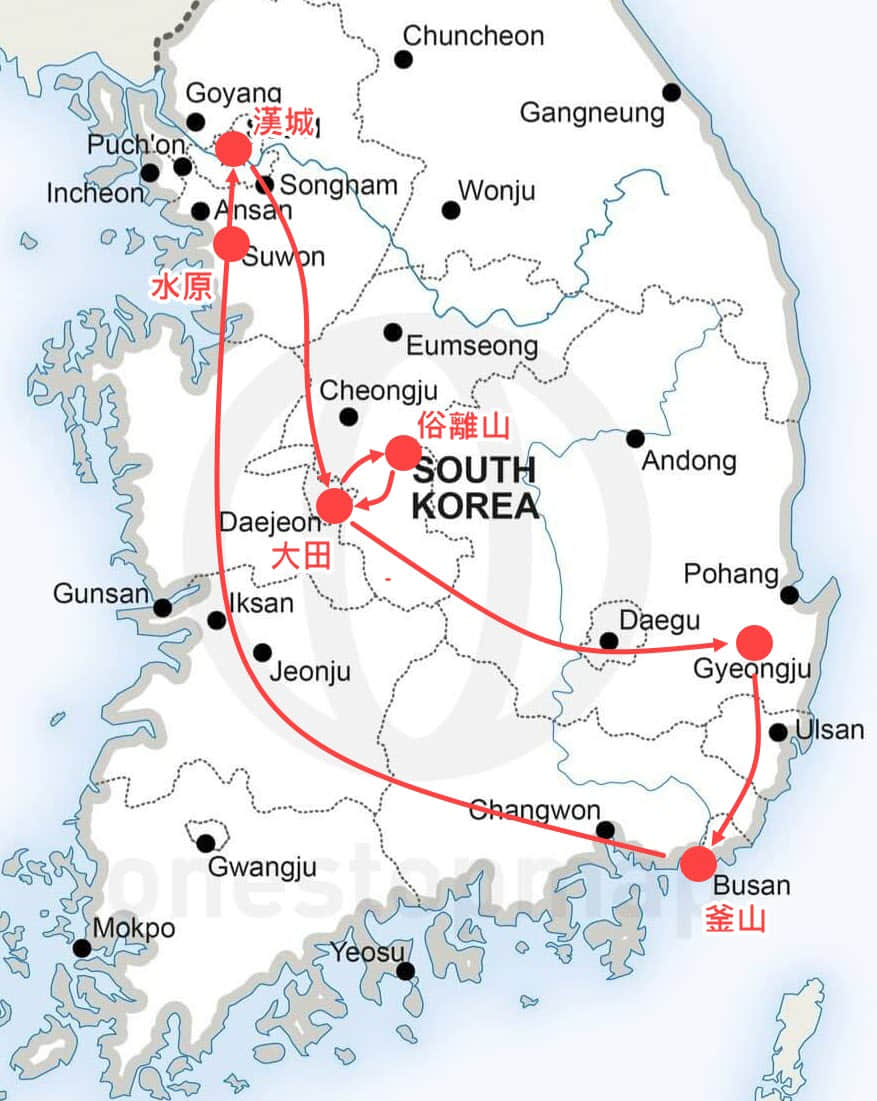 Chuncheon
Goyang
Gangneung
漢城
Puch'on
Incheon
Songnam
Wonju
Ansan
Suwon
水原
Eumseong
Cheongju
俗離山
SOUTH
KOREA
Andong
Daejeon
大田
Pohang
Gunsan
Iksan
Daegu
Jeonju
Gyeongju
Ulsan
Changwon
Gwangju
onestopmap
Busan
釜山
Mokpo
Yeosu